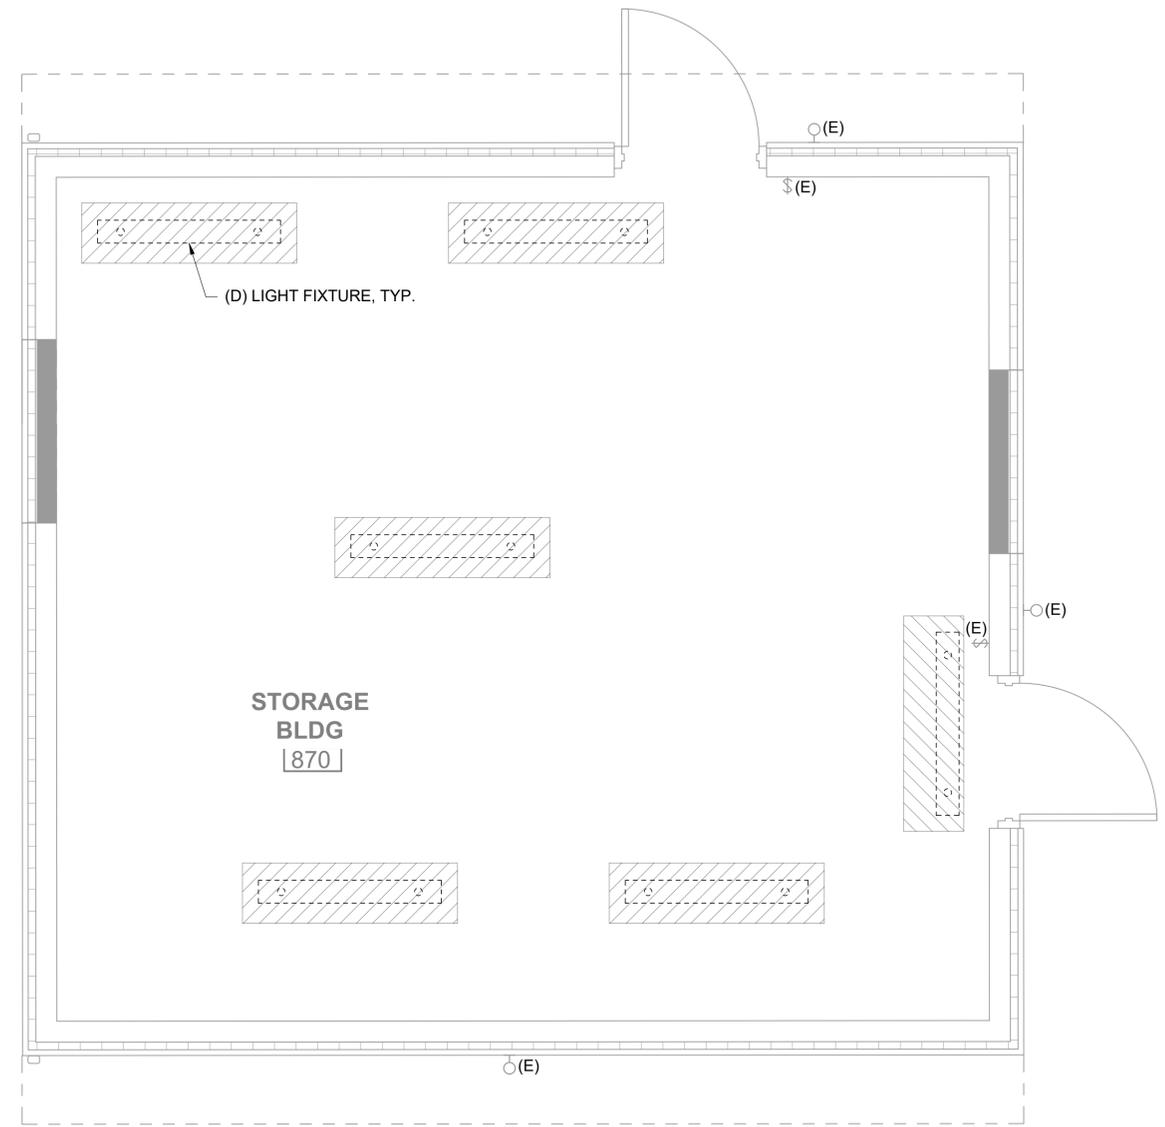 (E)
$ (E)
(D) LIGHT FIXTURE, TYP.
(E)
(E)
$
STORAGE
BLDG
870
(E)